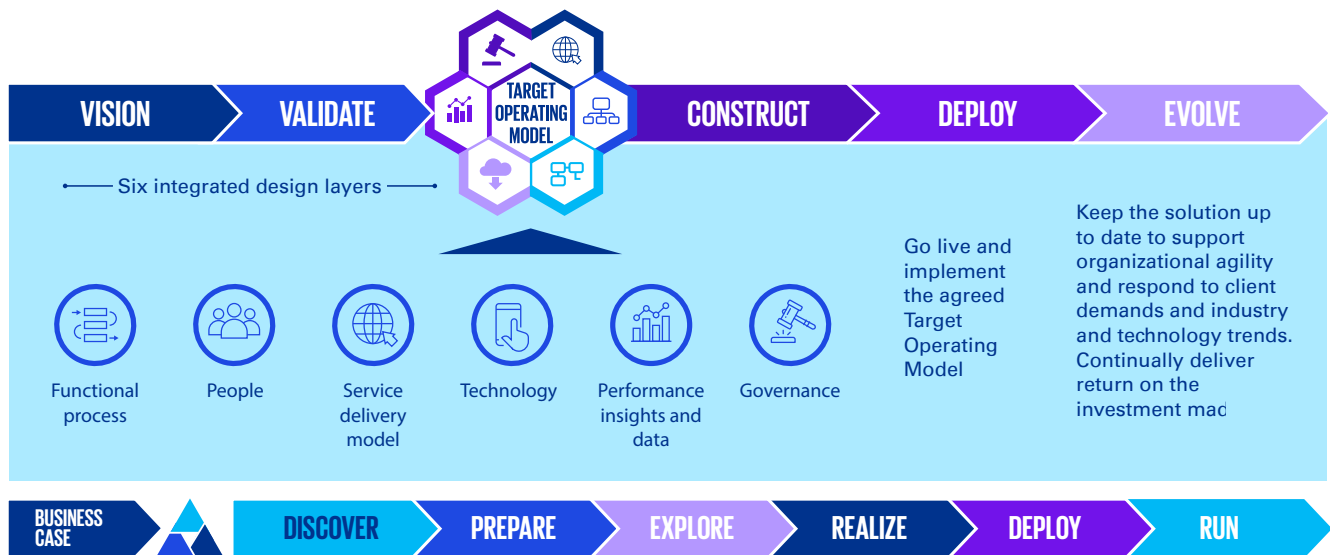 VISION
VALIDATE
TARGET
OPERATING
MODEL
CONSTRUCT
DEPLOY
EVOLVE
Six integrated design layers
Functional
process
People
Service
delivery
model
Technology
Performance
insights and
data
Governance
Go live and
implement
the agreed
Target
Operating
Model
Keep the solution up
to date to support
organizational agility
and respond to client
demands and industry
and technology trends.
Continually deliver
return on the
investment mad
BUSINESS
CASE
DISCOVER
PREPARE
EXPLORE
REALIZE
DEPLOY
RUN